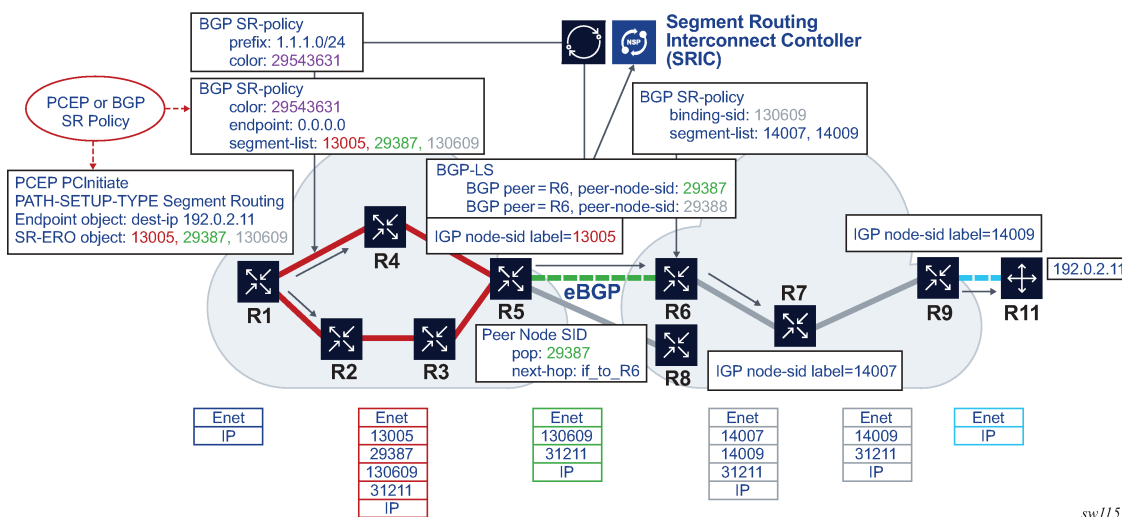 BGP SR-policy
prefix: 1.1.1.0/24
color: 29543631
NSP
Segment Routing
Interconnect Contoller
(SRIC)
PCEP or BGP
SR Policy
BGP SR-policy
color: 29543631
endpoint: 0.0.0.0
segment-list: 13005, 29387, 130609
BGP SR-policy
binding-sid: 130609
segment-list: 14007, 14009
PCEP PCInitiate
PATH-SETUP-TYPE Segment Routing
Endpoint object: dest-ip 192.0.2.11
SR-ERO object: 13005, 29387, 130609
BGP-LS
BGP peer = R6, peer-node-sid: 29387
BGP peer = R6, peer-node-sid: 29388
IGP node-sid label=13005
IGP node-sid label=14009
192.0.2.11
R1
R4
R2
R3
R5
eBGP
R6
R7
R8
R9
R11
Peer Node SID
pop: 29387
next-hop: if_to_R6
IGP node-sid label=14007
Enet
IP
Enet
13005
29387
130609
31211
IP
Enet
130609
31211
IP
Enet
14007
14009
31211
IP
Enet
14009
31211
IP
Enet
IP
sw115